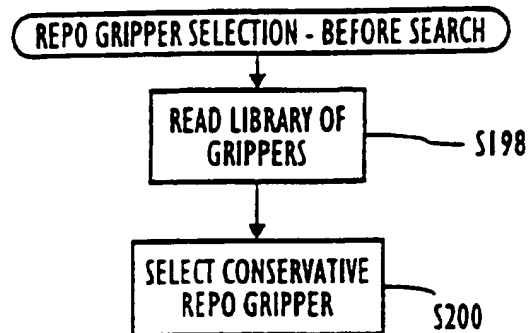 REPO GRIPPER SELECTION - BEFORE SEARCH
READ LIBRARY OF
GRIPPERS
S198
SELECT CONSERVATIVE
REPO GRIPPER
S200